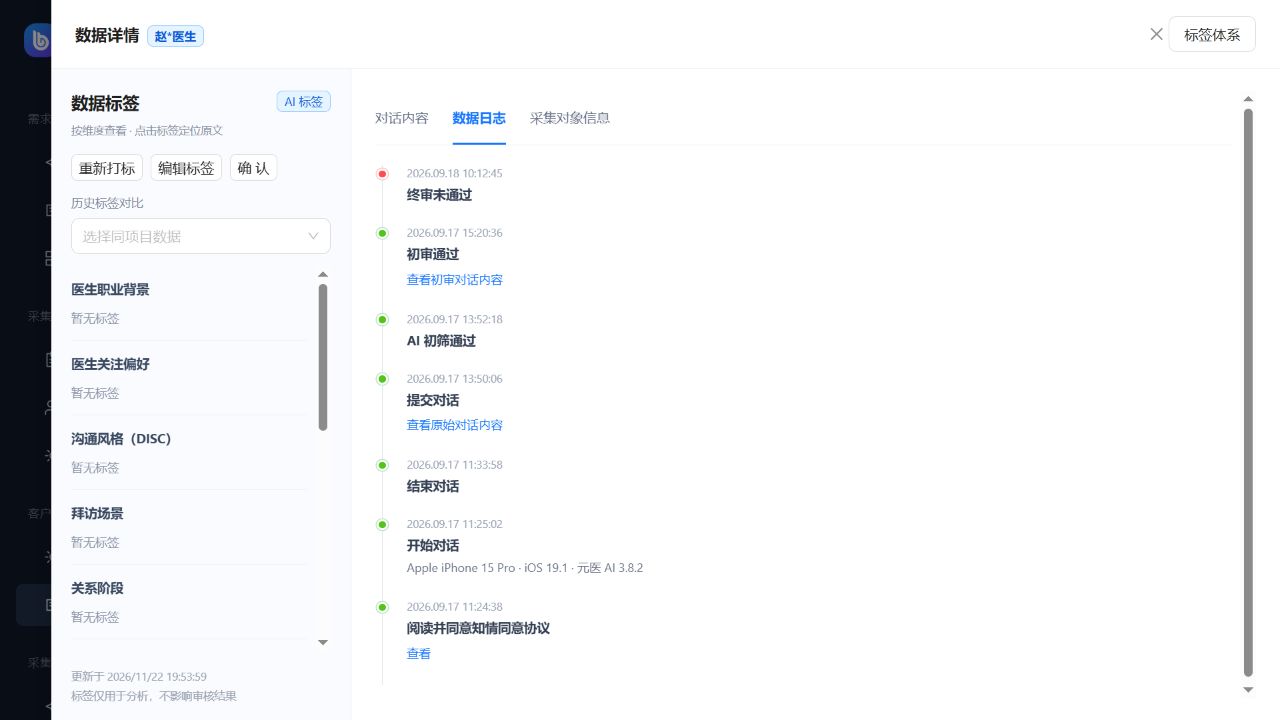 数据详情 赵*医生
标签体系
需求
采集
客户
采集
数据标签 AI 标签
按维度查看 · 点击标签定位原文
重新打标 编辑标签 确 认
历史标签对比
选择同项目数据
医生职业背景
暂无标签
医生关注偏好
暂无标签
沟通风格（DISC）
暂无标签
拜访场景
暂无标签
关系阶段
暂无标签
更新于 2026/11/22 19:53:59
标签仅用于分析，不影响审核结果
对话内容 数据日志 采集对象信息
2026.09.18 10:12:45
终审未通过
2026.09.17 15:20:36
初审通过
查看初审对话内容
2026.09.17 13:52:18
AI 初筛通过
2026.09.17 13:50:06
提交对话
查看原始对话内容
2026.09.17 11:33:58
结束对话
2026.09.17 11:25:02
开始对话
Apple iPhone 15 Pro · iOS 19.1 · 元医 AI 3.8.2
2026.09.17 11:24:38
阅读并同意知情同意协议
查看